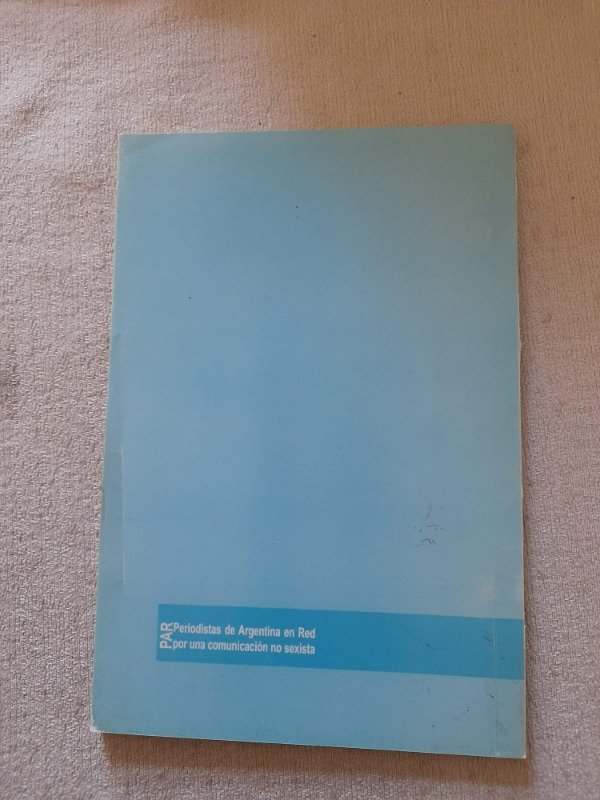 PAR
Periodistas de Argentina en Red
por una comunicación no sexista